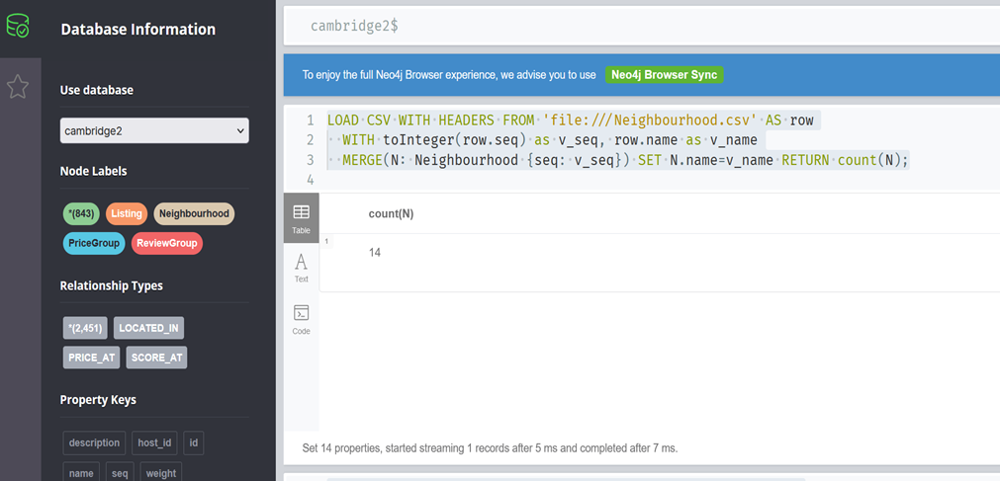 Database Information
Use database
cambridge2
Node Labels
*(843) Listing Neighbourhood
PriceGroup ReviewGroup
Relationship Types
*(2,451) LOCATED_IN
PRICE_AT SCORE_AT
Property Keys
description host_id id
name seq weight
cambridge2$
To enjoy the full Neo4j Browser experience, we advise you to use Neo4j Browser Sync
1 LOAD CSV WITH HEADERS FROM 'file:///Neighbourhood.csv' AS row
2 WITH toInteger(row.seq) as v_seq, row.name as v_name
3 MERGE(N: Neighbourhood {seq: v_seq}) SET N.name=v_name RETURN count(N);
4
Table
Text
Code
count(N)
1
14
Set 14 properties, started streaming 1 records after 5 ms and completed after 7 ms.